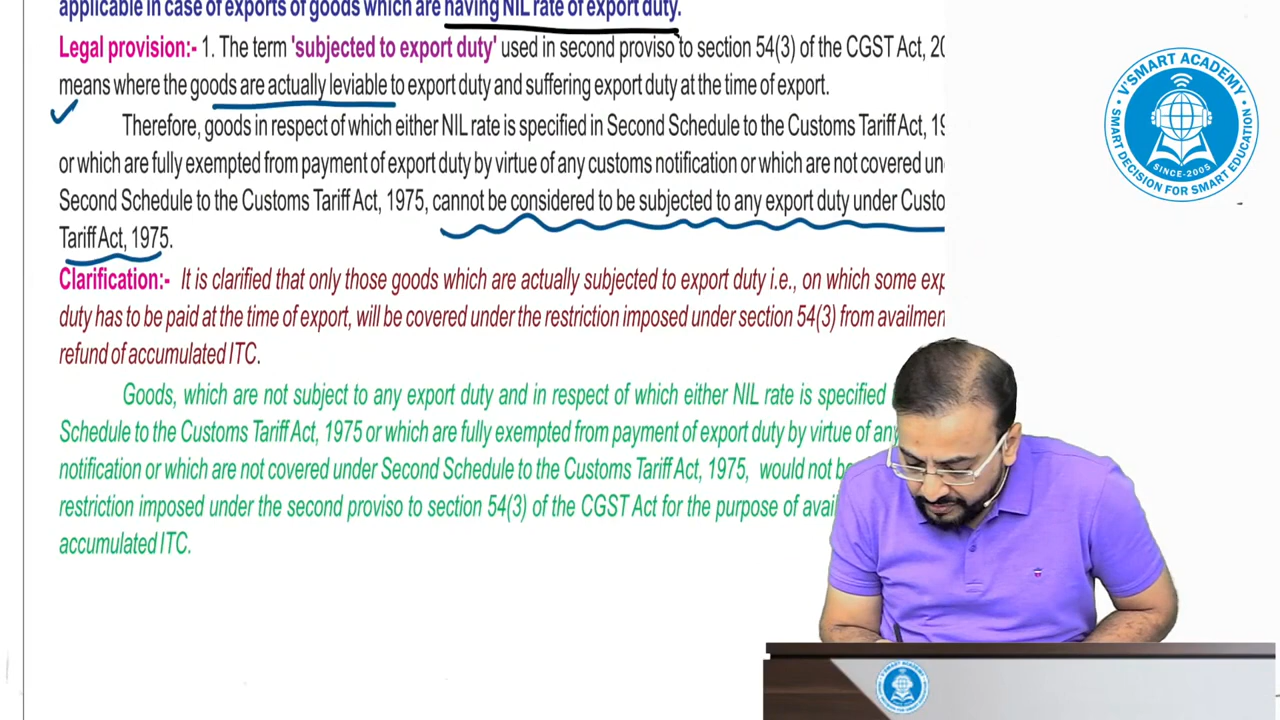 applicable in case of exports of goods which are having NIL rate of export duty.
Legal provision:- 1. The term 'subjected to export duty' used in second proviso to section 54(3) of the CGST Act, 20
means where the goods are actually leviable to export duty and suffering export duty at the time of export.
Therefore, goods in respect of which either NIL rate is specified in Second Schedule to the Customs Tariff Act, 19
or which are fully exempted from payment of export duty by virtue of any customs notification or which are not covered un
Second Schedule to the Customs Tariff Act, 1975, cannot be considered to be subjected to any export duty under Custo
Tariff Act, 1975.
Clarification:- It is clarified that only those goods which are actually subjected to export duty i.e., on which some exp
duty has to be paid at the time of export, will be covered under the restriction imposed under section 54(3) from availmen
refund of accumulated ITC.
Goods, which are not subject to any export duty and in respect of which either NIL rate is specified
Schedule to the Customs Tariff Act, 1975 or which are fully exempted from payment of export duty by virtue of any
notification or which are not covered under Second Schedule to the Customs Tariff Act, 1975, would not be
restriction imposed under the second proviso to section 54(3) of the CGST Act for the purpose of avai
accumulated ITC.
V'SMART ACADEMY
SINCE-2005
SMART DECISION FOR SMART EDUCATION
V'SMART ACADEMY